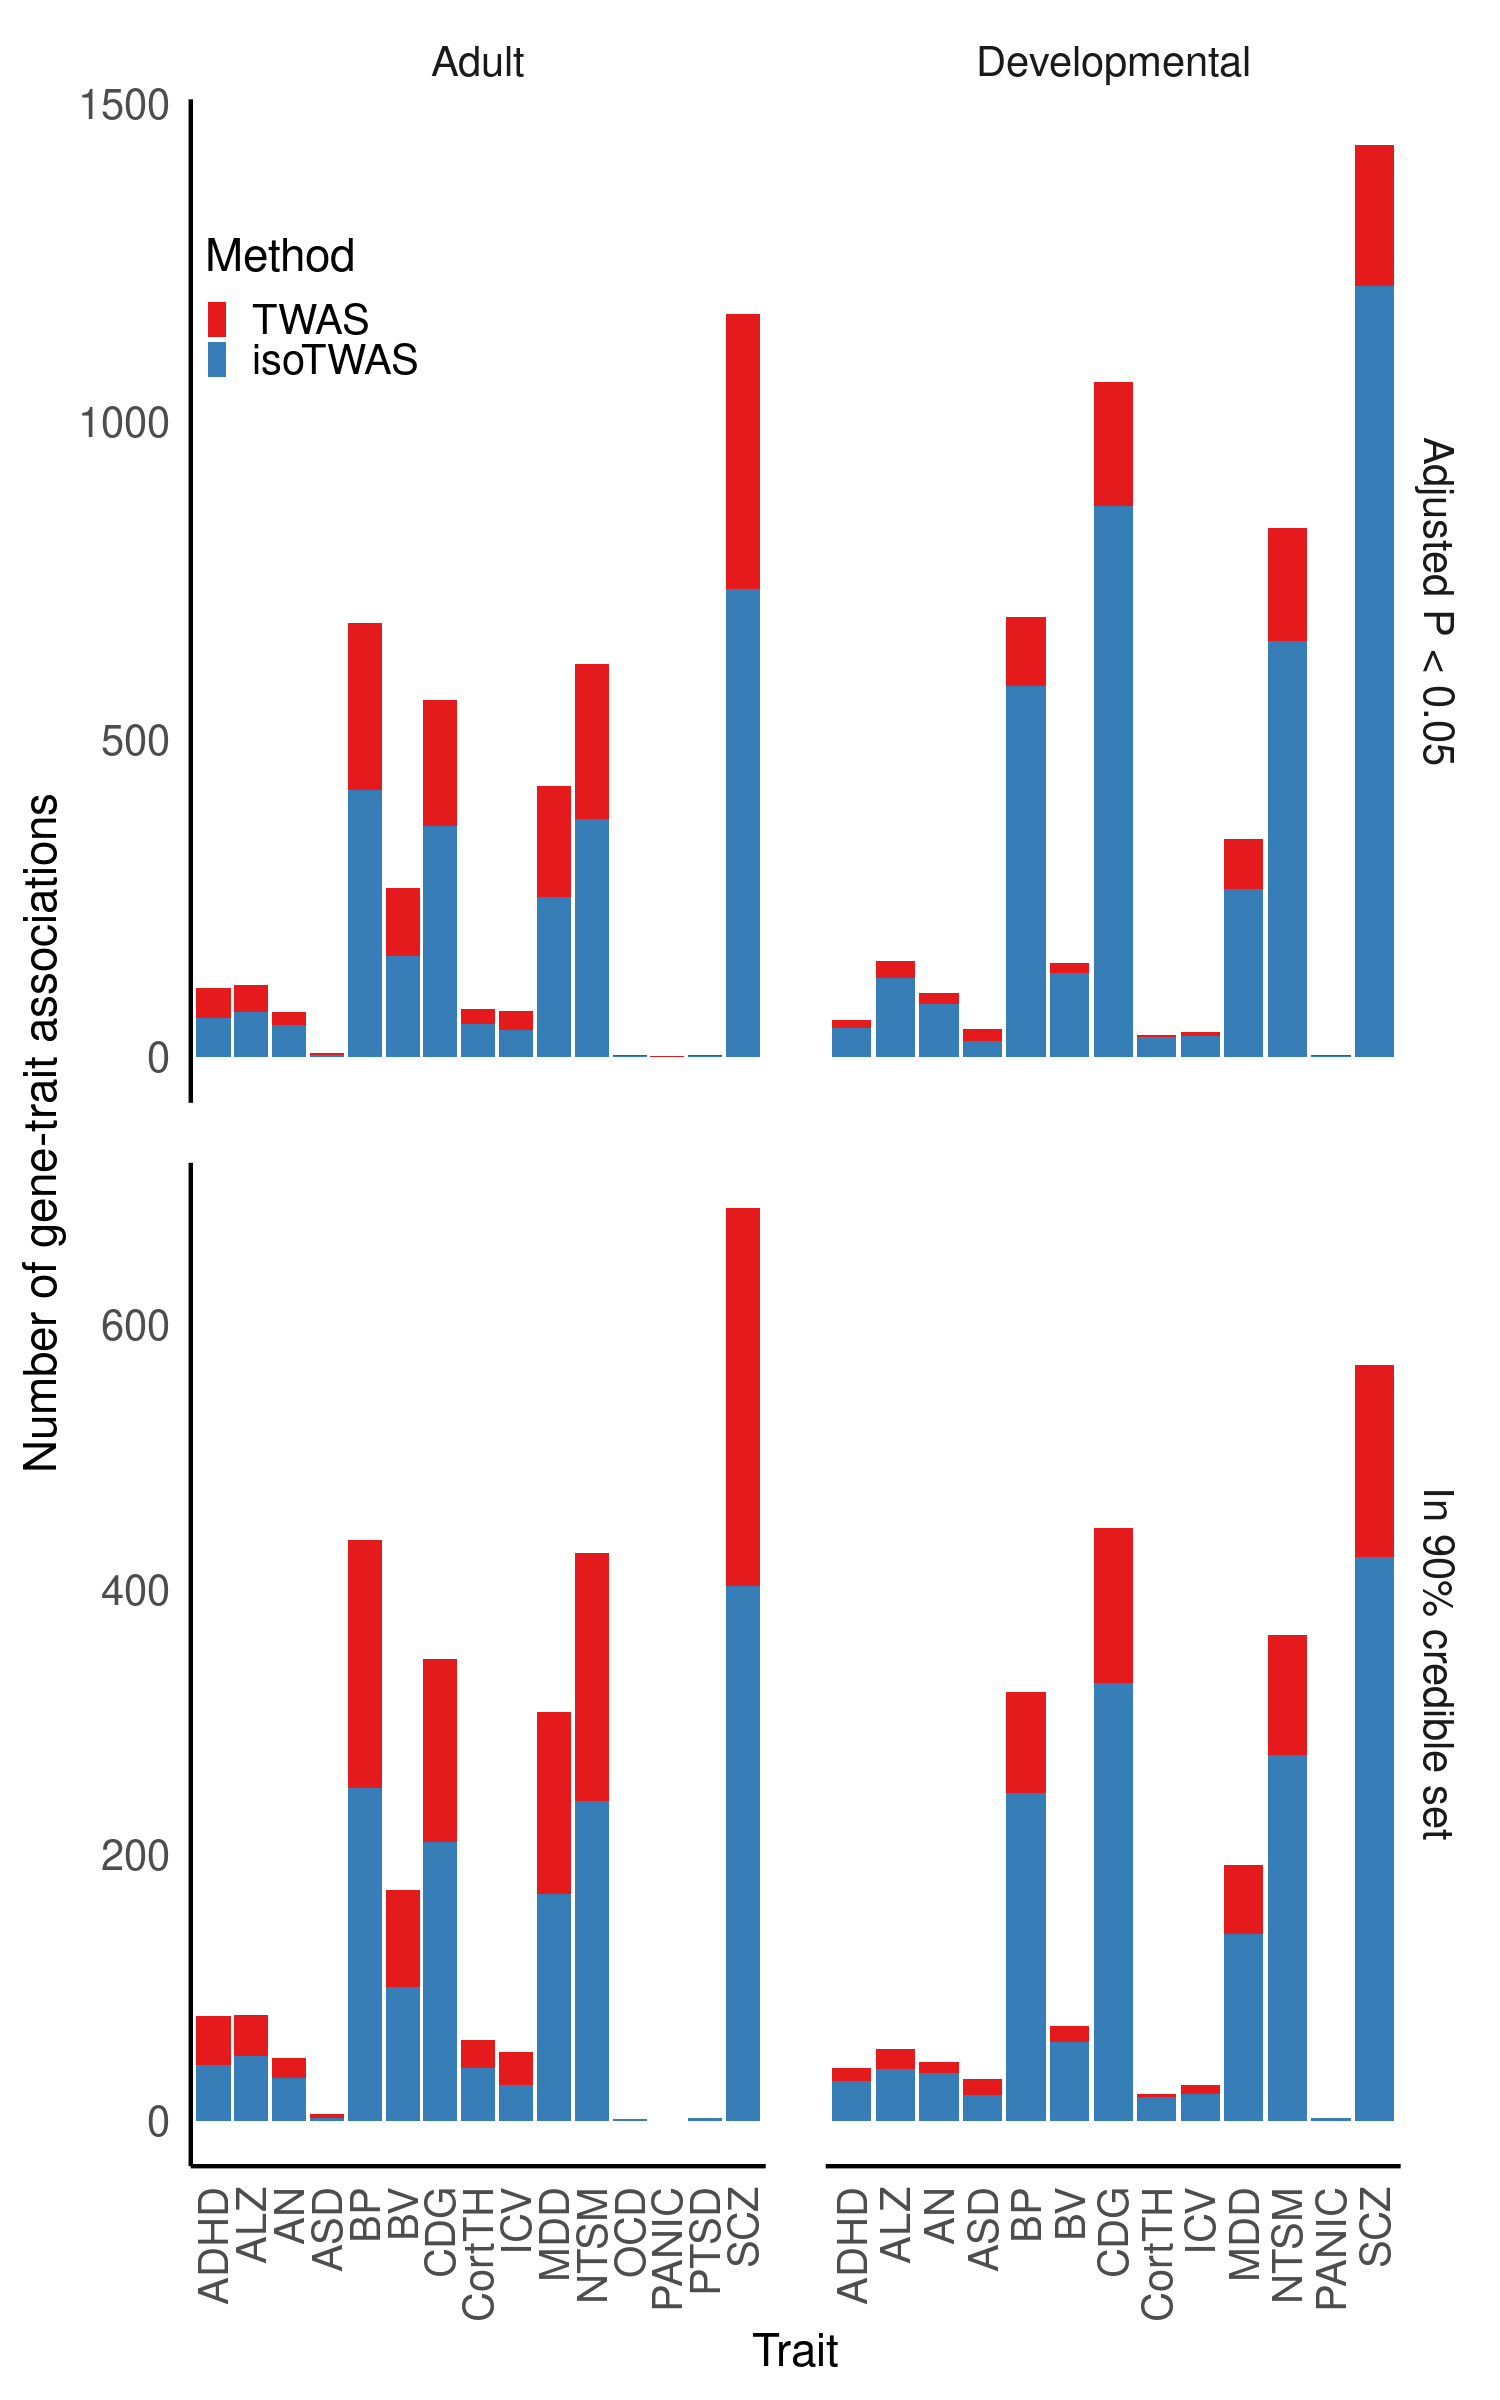 Adult
Developmental
1500
1000
500
0
Method
TWAS
isoTWAS
Adjusted P < 0.05
Number of gene-trait associations
600
400
200
0
In 90% credible set
ADHD
ALZ
AN
ASD
BP
BV
CDG
CortTH
ICV
MDD
NTSM
OCD
PANIC
PTSD
SCZ
ADHD
ALZ
AN
ASD
BP
BV
CDG
CortTH
ICV
MDD
NTSM
PANIC
SCZ
Trait